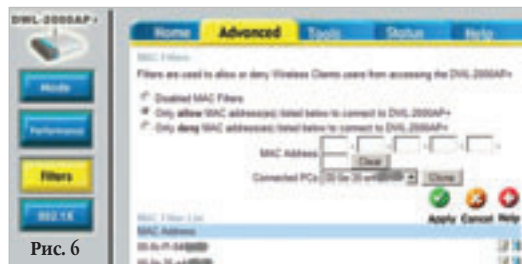 DWL-2000AP+
Home Advanced Tools Status Help
Mode
Performance
Filters
802.1X
MAC Filters
Filters are used to allow or deny Wireless Clients users from accessing the DWL-2000AP+
Disabled MAC Filters
Only allow MAC address(es) listed below to connect to DWL-2000AP+
Only deny MAC address(es) listed below to connect to DWL-2000AP+
MAC Address
Clear
Connected PCs
Clone
Apply Cancel Help
MAC Filter List
MAC Address
Рис. 6